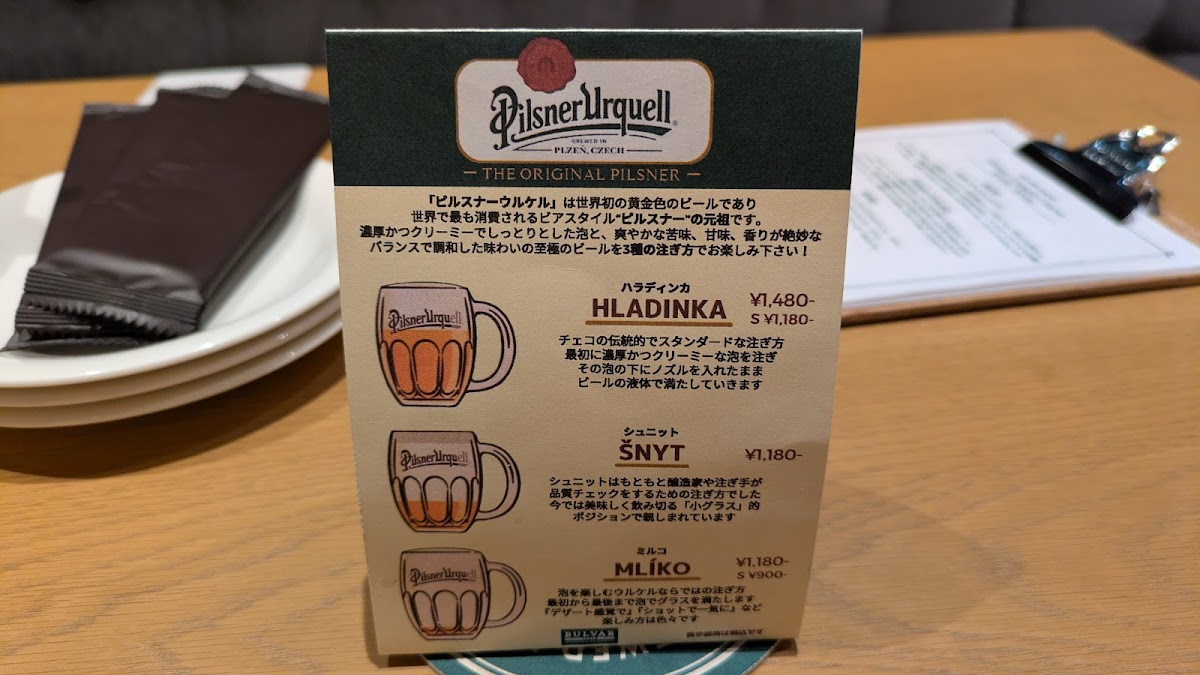 Pilsner Urquell
BREWED IN
PLZEŇ, CZECH
THE ORIGINAL PILSNER
「ピルスナーウルケル」は世界初の黄金色のビールであり
世界で最も消費されるビアスタイル"ピルスナー"の元祖です。
濃厚かつクリーミーでしっとりとした泡と、爽やかな苦味、甘味、香りが絶妙な
バランスで調和した味わいの至極のビールを3種の注ぎ方でお楽しみ下さい！
ハラディンカ
HLADINKA ¥1,480-
S ¥1,180-
チェコの伝統的でスタンダードな注ぎ方
最初に濃厚かつクリーミーな泡を注ぎ
その泡の下にノズルを入れたまま
ビールの液体で満たしていきます
Pilsner Urquell
シュニット
ŠNYT ¥1,180-
シュニットはもともと醸造家や注ぎ手が
品質チェックをするための注ぎ方でした
今では美味しく飲み切る「小グラス」的
ポジションで親しまれています
Pilsner Urquell
ミルコ
MLÍKO ¥1,180-
S ¥900-
泡を楽しむウルケルならではの注ぎ方
最初から最後まで泡でグラスを満たします
『デザート感覚で』『ショットで一気に』など
楽しみ方は色々です
Pilsner Urquell
BULVAR
表示価格は税込です